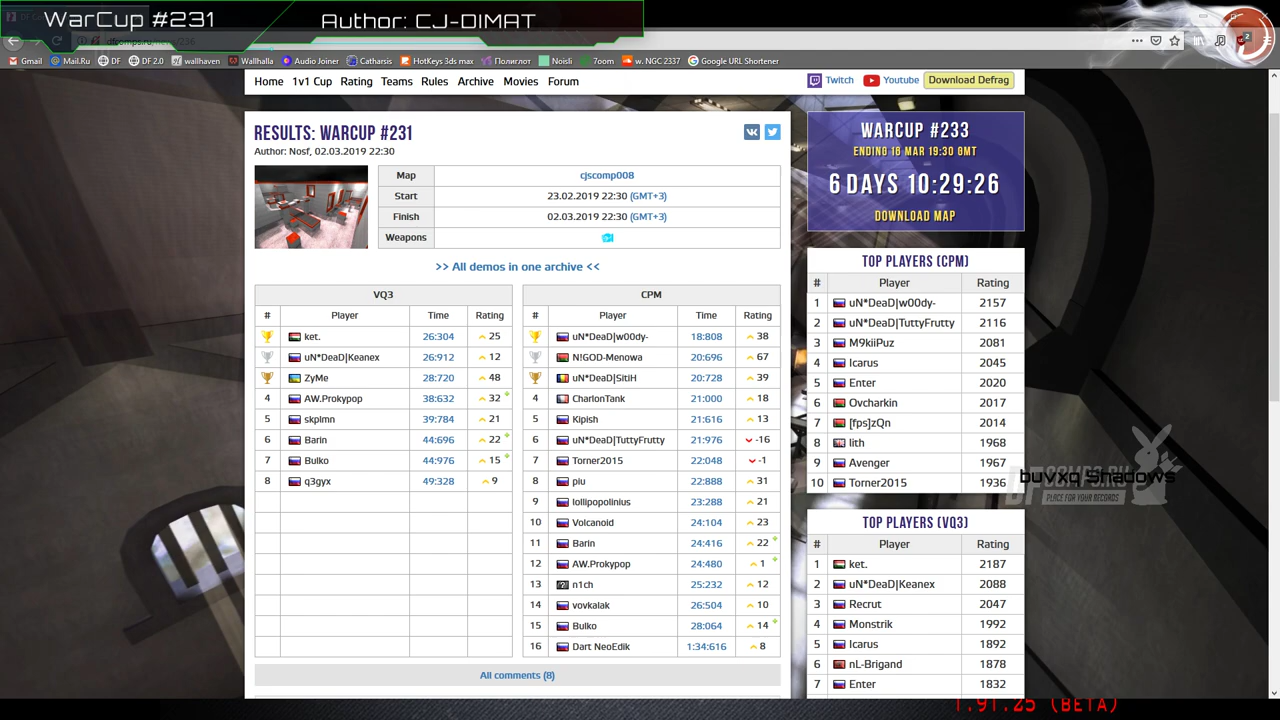 WarCup #231
Author: CJ-DIMAT
Gmail Mail.Ru DF DF 2.0 wallhaven Wallhalla Audio Joiner Catharsis HotKeys 3ds max Полиглот Noisli 7oom w. NGC 2337 Google URL Shortener
Home 1v1 Cup Rating Teams Rules Archive Movies Forum
Twitch Youtube Download Defrag
RESULTS: WARCUP #231
Author: Nosf, 02.03.2019 22:30
Map cjscomp008
Start 23.02.2019 22:30 (GMT+3)
Finish 02.03.2019 22:30 (GMT+3)
Weapons
>> All demos in one archive <<
VQ3
# Player Time Rating
ket. 26:304 25
uN*DeaD|Keanex 26:912 12
ZyMe 28:720 48
4 AW.Prokypop 38:632 32
5 skplmn 39:784 21
6 Barin 44:696 22
7 Bulko 44:976 15
8 q3gyx 49:328 9
CPM
# Player Time Rating
uN*DeaD|w00dy- 18:808 38
N!GOD-Menowa 20:696 67
uN*DeaD|SitiH 20:728 39
4 CharlonTank 21:000 18
5 Kipish 21:616 13
6 uN*DeaD|TuttyFrutty 21:976 -16
7 Torner2015 22:048 -1
8 piu 22:888 31
9 lollipopolinius 23:288 21
10 Volcanoid 24:104 23
11 Barin 24:416 22
12 AW.Prokypop 24:480 1
13 n1ch 25:232 12
14 vovkalak 26:504 10
15 Bulko 28:064 14
16 Dart NeoEdik 1:34:616 8
All comments (8)
WARCUP #233
ENDING 18 MAR 19:30 GMT
6 DAYS 10:29:26
DOWNLOAD MAP
TOP PLAYERS (CPM)
# Player Rating
1 uN*DeaD|w00dy- 2157
2 uN*DeaD|TuttyFrutty 2116
3 M9kiiPuz 2081
4 Icarus 2045
5 Enter 2020
6 Ovcharkin 2017
7 [fps]zQn 2014
8 lith 1968
9 Avenger 1967
10 Torner2015 1936
TOP PLAYERS (VQ3)
# Player Rating
1 ket. 2187
2 uN*DeaD|Keanex 2088
3 Recrut 2047
4 Monstrik 1992
5 Icarus 1892
6 nL-Brigand 1878
7 Enter 1832
buvxq Shadows
PLACE FOR YOUR RECORDS
1.91.25 (BETA)